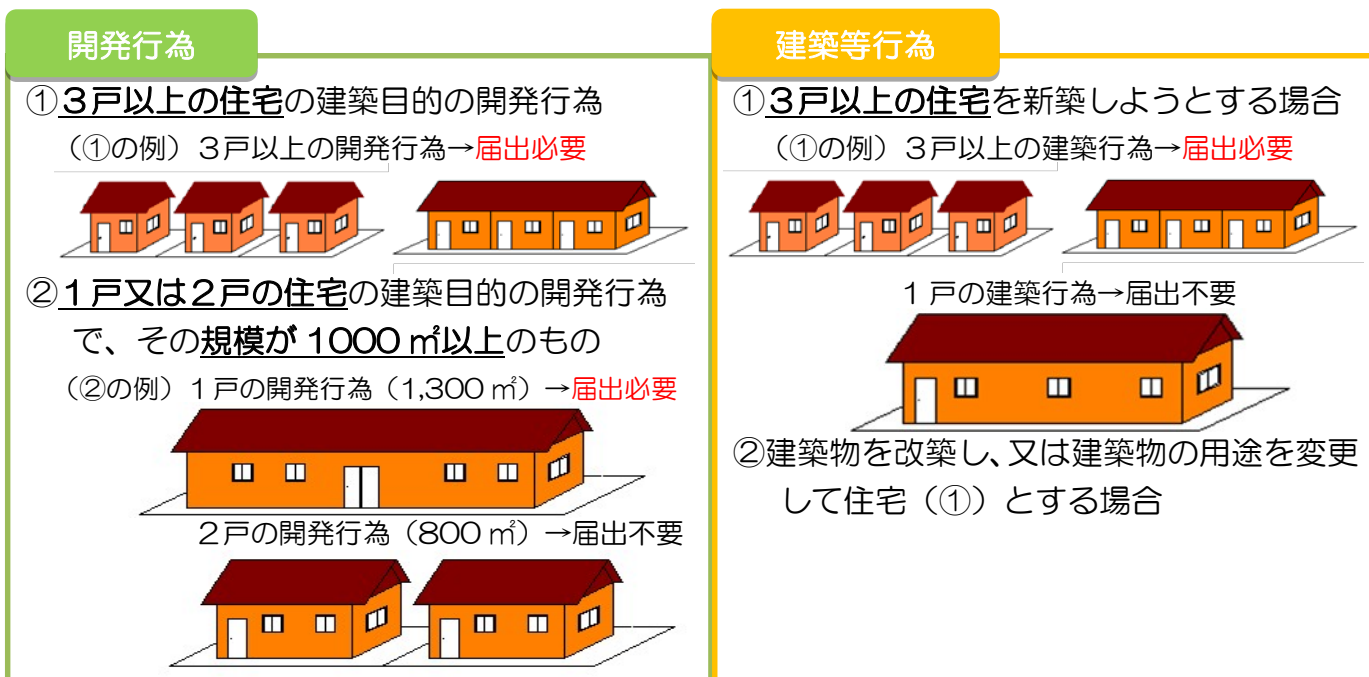 開発行為
①３戸以上の住宅の建築目的の開発行為
（①の例）３戸以上の開発行為→届出必要
②１戸又は２戸の住宅の建築目的の開発行為
で、その規模が 1000 ㎡以上のもの
（②の例）１戸の開発行為（1,300 ㎡）→届出必要
２戸の開発行為（800 ㎡）→届出不要
建築等行為
①３戸以上の住宅を新築しようとする場合
（①の例）３戸以上の建築行為→届出必要
１戸の建築行為→届出不要
②建築物を改築し、又は建築物の用途を変更
して住宅（①）とする場合